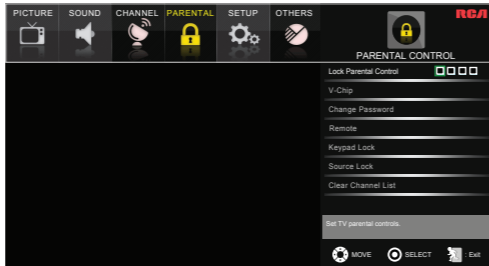 PICTURE SOUND CHANNEL PARENTAL SETUP OTHERS
RCA
PARENTAL CONTROL
Lock Parental Control
V-Chip
Change Password
Remote
Keypad Lock
Source Lock
Clear Channel List
Set TV parental controls.
MOVE SELECT : Exit